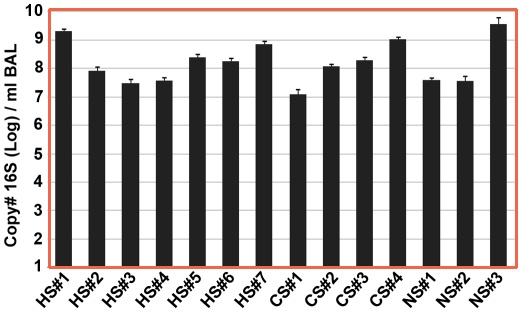 Copy# 16S (Log) / ml BAL
10
9
8
7
6
5
4
3
2
1
HS#1
HS#2
HS#3
HS#4
HS#5
HS#6
HS#7
CS#1
CS#2
CS#3
CS#4
NS#1
NS#2
NS#3